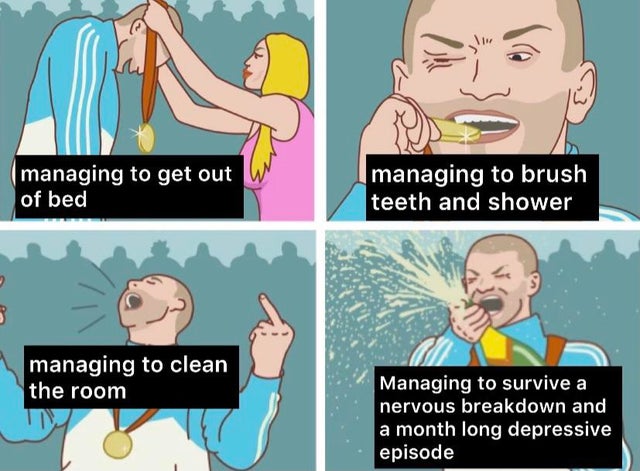 managing to get out
of bed
managing to brush
teeth and shower
managing to clean
the room
Managing to survive a
nervous breakdown and
a month long depressive
episode